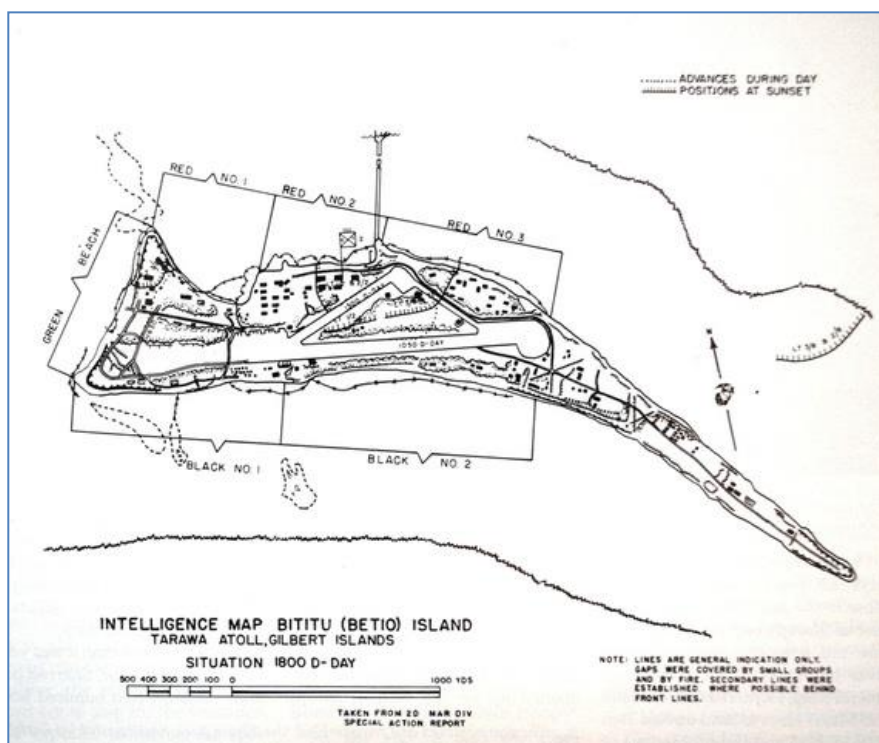 ADVANCES DURING DAY
POSITIONS AT SUNSET
RED NO. 1
RED NO. 2
RED NO. 3
GREEN BEACH
1050 D-DAY
N
BLACK NO. 1
BLACK NO. 2
INTELLIGENCE MAP BITITU (BETIO) ISLAND
TARAWA ATOLL, GILBERT ISLANDS
SITUATION 1800 D-DAY
500 400 300 200 100 0 1000 YDS
TAKEN FROM 2D MAR DIV
SPECIAL ACTION REPORT
NOTE: LINES ARE GENERAL INDICATION ONLY.
GAPS WERE COVERED BY SMALL GROUPS
AND BY FIRE. SECONDARY LINES WERE
ESTABLISHED WHERE POSSIBLE BEHIND
FRONT LINES.